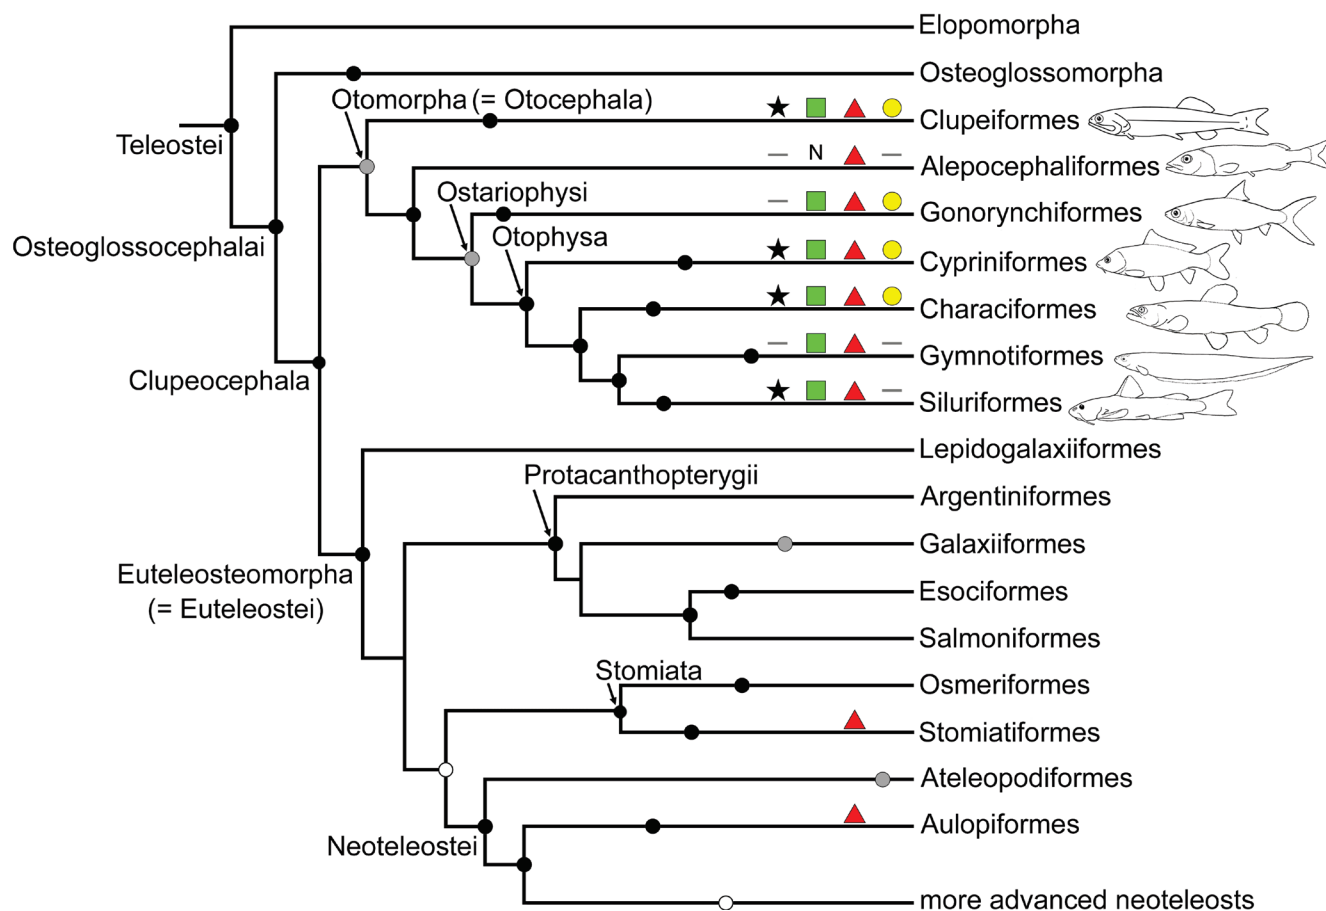 Elopomorpha
Osteoglossomorpha
Otomorpha (= Otocephala)
Clupeiformes
Teleostei
N
Alepocephaliformes
Ostariophysi
Gonorynchiformes
Otophysa
Osteoglossocephalai
Cypriniformes
Characiformes
Gymnotiformes
Clupeocephala
Siluriformes
Lepidogalaxiiformes
Protacanthopterygii
Argentiniformes
Galaxiiformes
Euteleosteomorpha
(= Euteleostei)
Esociformes
Salmoniformes
Stomiata
Osmeriformes
Stomiatiformes
Ateleopodiformes
Aulopiformes
Neoteleostei
more advanced neoteleosts